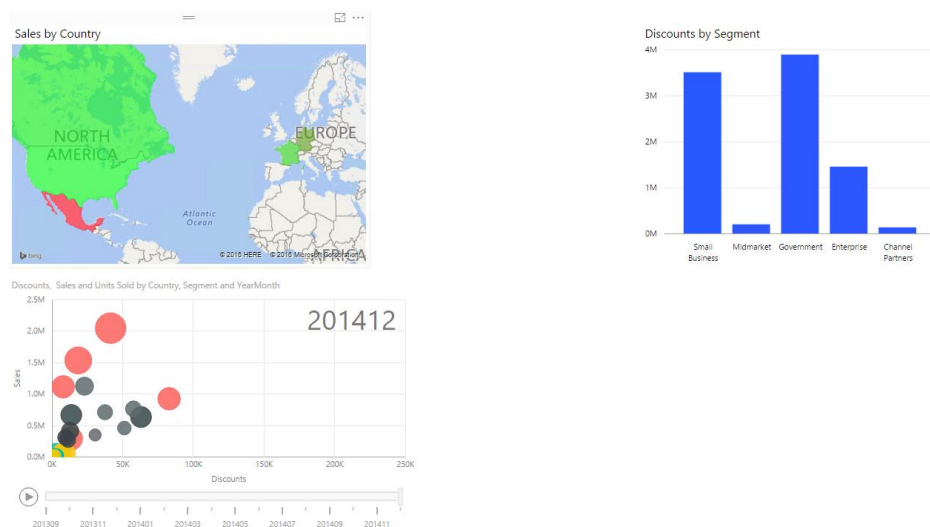 Sales by Country
NORTH
AMERICA
EUROPE
Atlantic
Ocean
AFRICA
bing
© 2016 HERE © 2016 Microsoft Corporation
Discounts by Segment
4M
3M
2M
1M
0M
Small
Business
Midmarket
Government
Enterprise
Channel
Partners
Discounts, Sales and Units Sold by Country, Segment and YearMonth
201412
2.5M
2.0M
1.5M
1.0M
0.5M
0.0M
Sales
0K 50K 100K 150K 200K 250K
Discounts
201309 201311 201401 201403 201405 201407 201409 201411